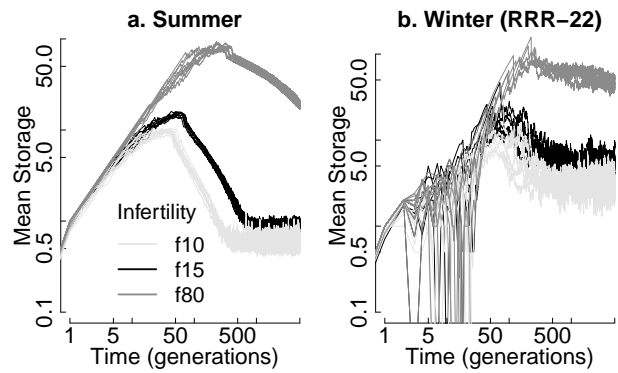 a. Summer
Mean Storage
50.0
5.0
0.5
0.1
Infertility
f10
f15
f80
1 5 50 500
Time (generations)
b. Winter (RRR−22)
Mean Storage
50.0
5.0
0.5
0.1
1 5 50 500
Time (generations)